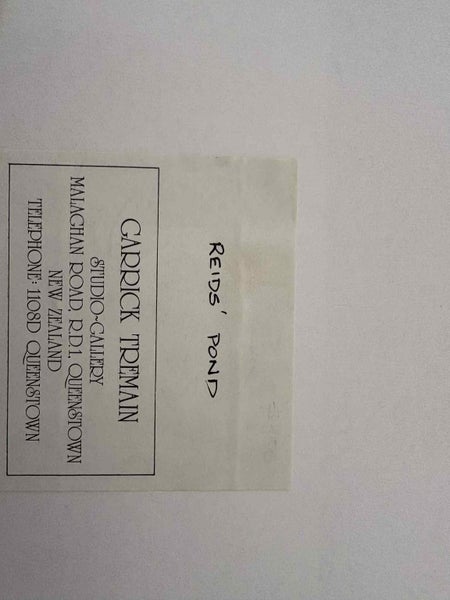 REIDS' POND
GARRICK TREMAIN
STUDIO~GALLERY
MALAGHAN ROAD, R.D.1. QUEENSTOWN
NEW ZEALAND
TELEPHONE: 1108D QUEENSTOWN